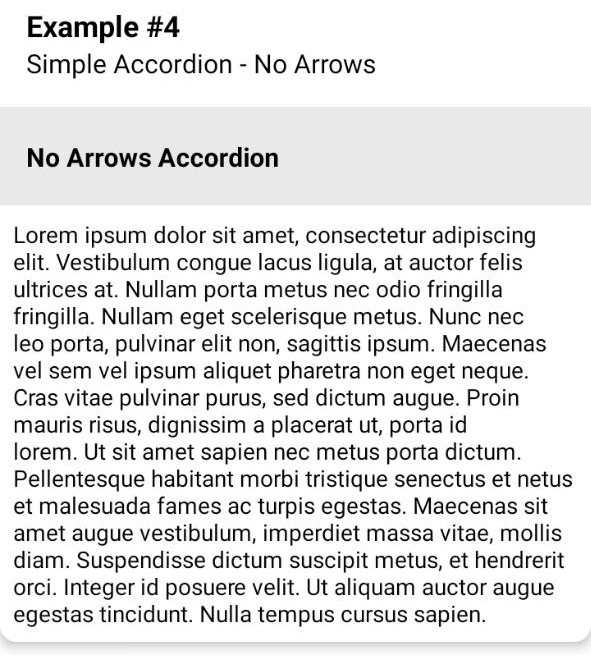 Example #4
Simple Accordion - No Arrows
No Arrows Accordion
Lorem ipsum dolor sit amet, consectetur adipiscing
elit. Vestibulum congue lacus ligula, at auctor felis
ultrices at. Nullam porta metus nec odio fringilla
fringilla. Nullam eget scelerisque metus. Nunc nec
leo porta, pulvinar elit non, sagittis ipsum. Maecenas
vel sem vel ipsum aliquet pharetra non eget neque.
Cras vitae pulvinar purus, sed dictum augue. Proin
mauris risus, dignissim a placerat ut, porta id
lorem. Ut sit amet sapien nec metus porta dictum.
Pellentesque habitant morbi tristique senectus et netus
et malesuada fames ac turpis egestas. Maecenas sit
amet augue vestibulum, imperdiet massa vitae, mollis
diam. Suspendisse dictum suscipit metus, et hendrerit
orci. Integer id posuere velit. Ut aliquam auctor augue
egestas tincidunt. Nulla tempus cursus sapien.